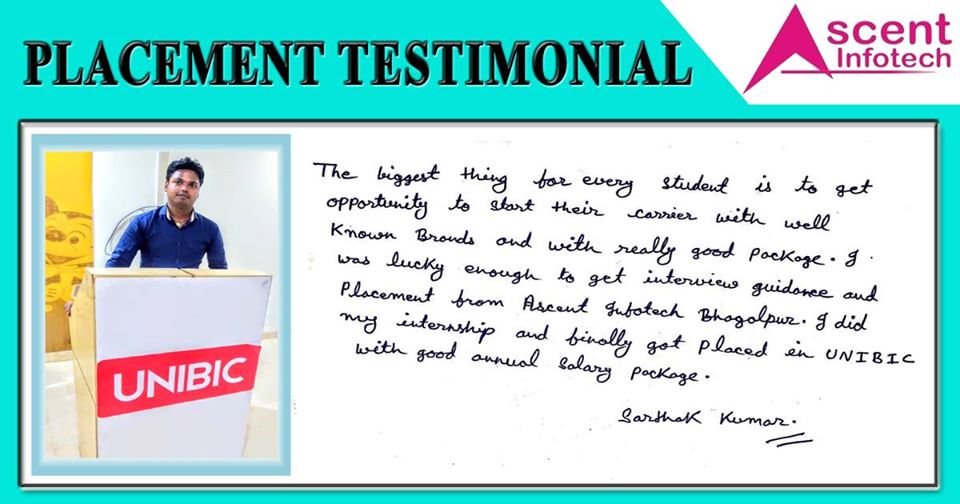 PLACEMENT TESTIMONIAL
Ascent
Infotech
The biggest thing for every student is to get
opportunity to start their carrier with well
Known Brands and with really good package. I
was lucky enough to get interview guidance and
Placement from Ascent Infotech Bhagalpur. I did
my internship and finally got placed in UNIBIC
with good annual salary package.
Sarthak Kumar.
UNIBIC